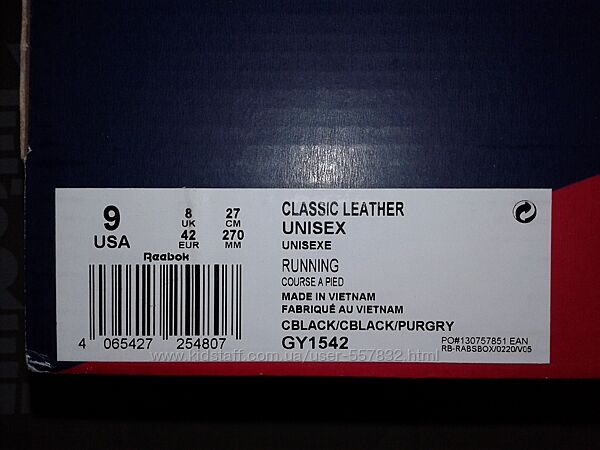 9
USA
8
UK
42
EUR
27
CM
270
MM
Reebok
4 065427 254807
CLASSIC LEATHER
UNISEX
UNISEXE
RUNNING
COURSE A PIED
MADE IN VIETNAM
FABRIQUÉ AU VIETNAM
CBLACK/CBLACK/PURGRY
GY1542
PO#130757851 EAN
RB-RABSBOX/0220/V05
www.kidstaff.com.ua/user-557832.html